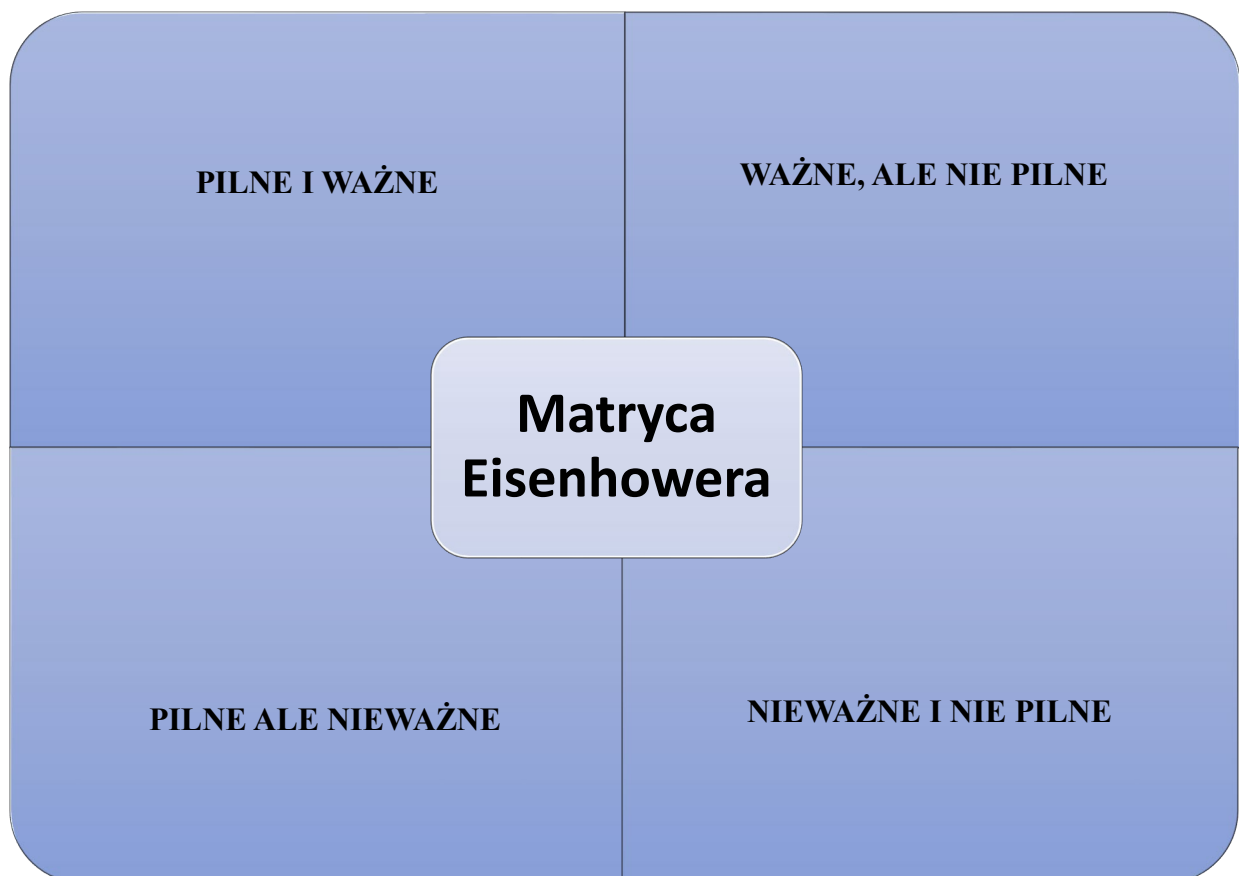 PILNE I WAŻNE
WAŻNE, ALE NIE PILNE
Matryca
Eisenhowera
PILNE ALE NIEWAŻNE
NIEWAŻNE I NIE PILNE